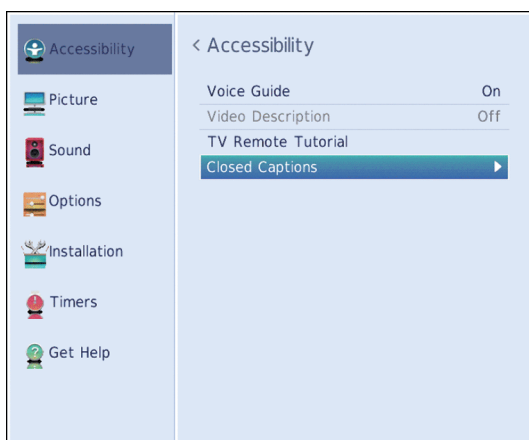 Accessibility
Picture
Sound
Options
Installation
Timers
Get Help
< Accessibility
Voice Guide On
Video Description Off
TV Remote Tutorial
Closed Captions